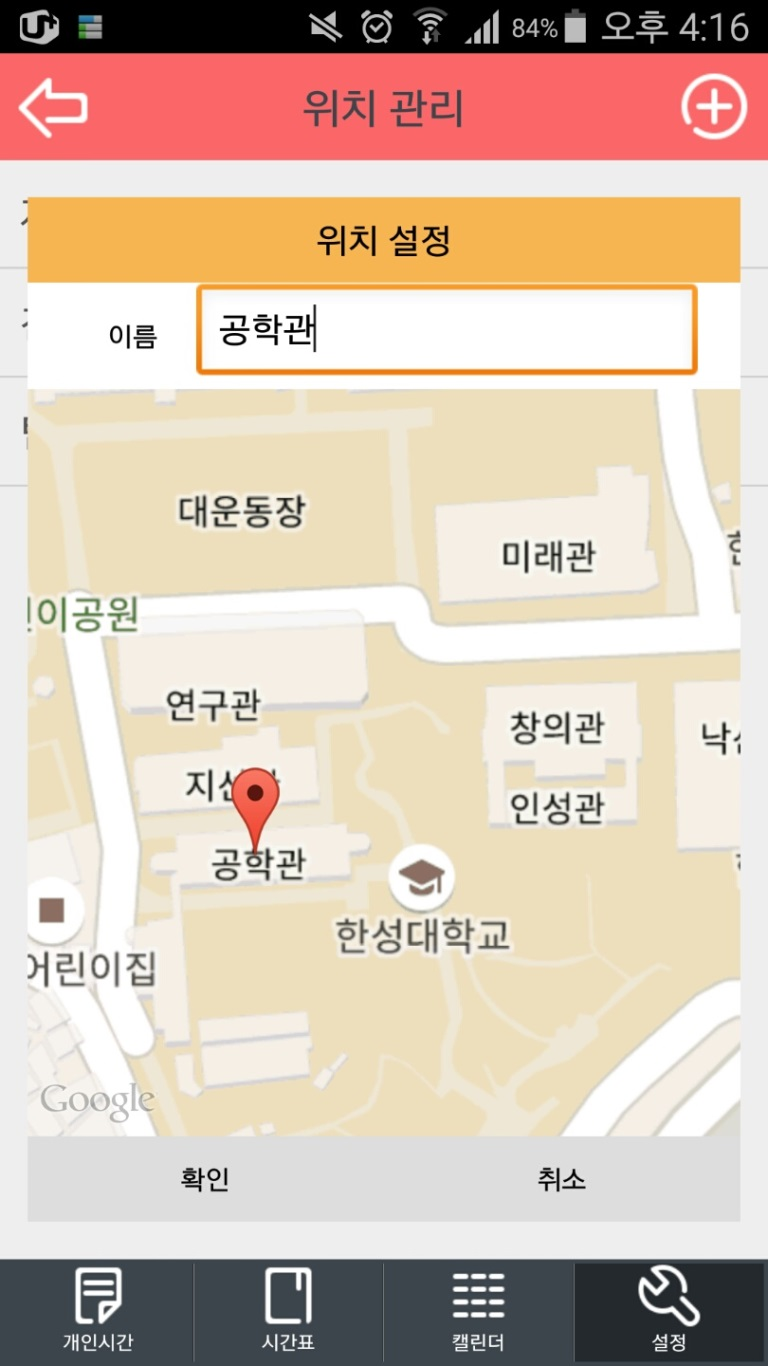 U+ 84% 오후 4:16
위치 관리
위치 설정
이름 공학관
대운동장
미래관
이공원
연구관
창의관
인성관
공학관
한성대학교
어린이집
Google
확인 취소
개인시간 시간표 캘린더 설정